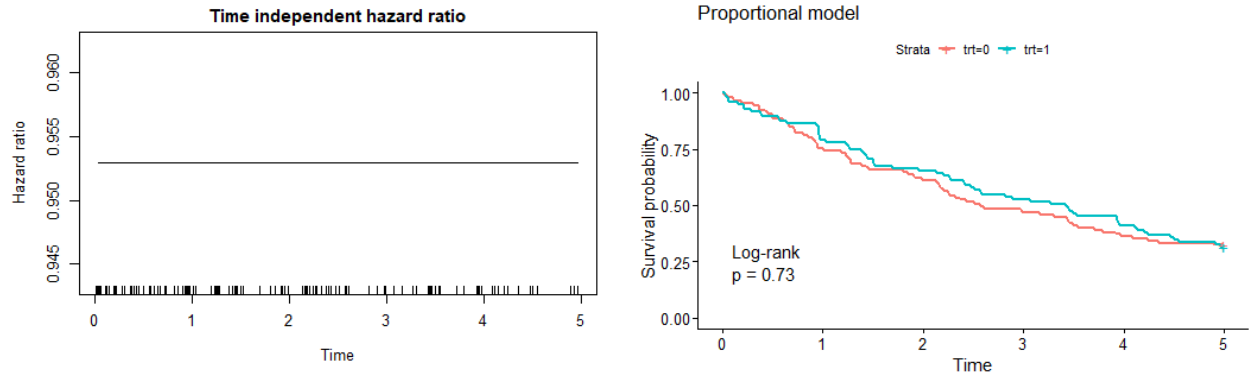 Time independent hazard ratio
Hazard ratio
0.960
0.955
0.950
0.945
0 1 2 3 4 5
Time
Proportional model
Strata trt=0 trt=1
Survival probability
1.00
0.75
0.50
0.25
0.00
Log-rank
p = 0.73
0 1 2 3 4 5
Time